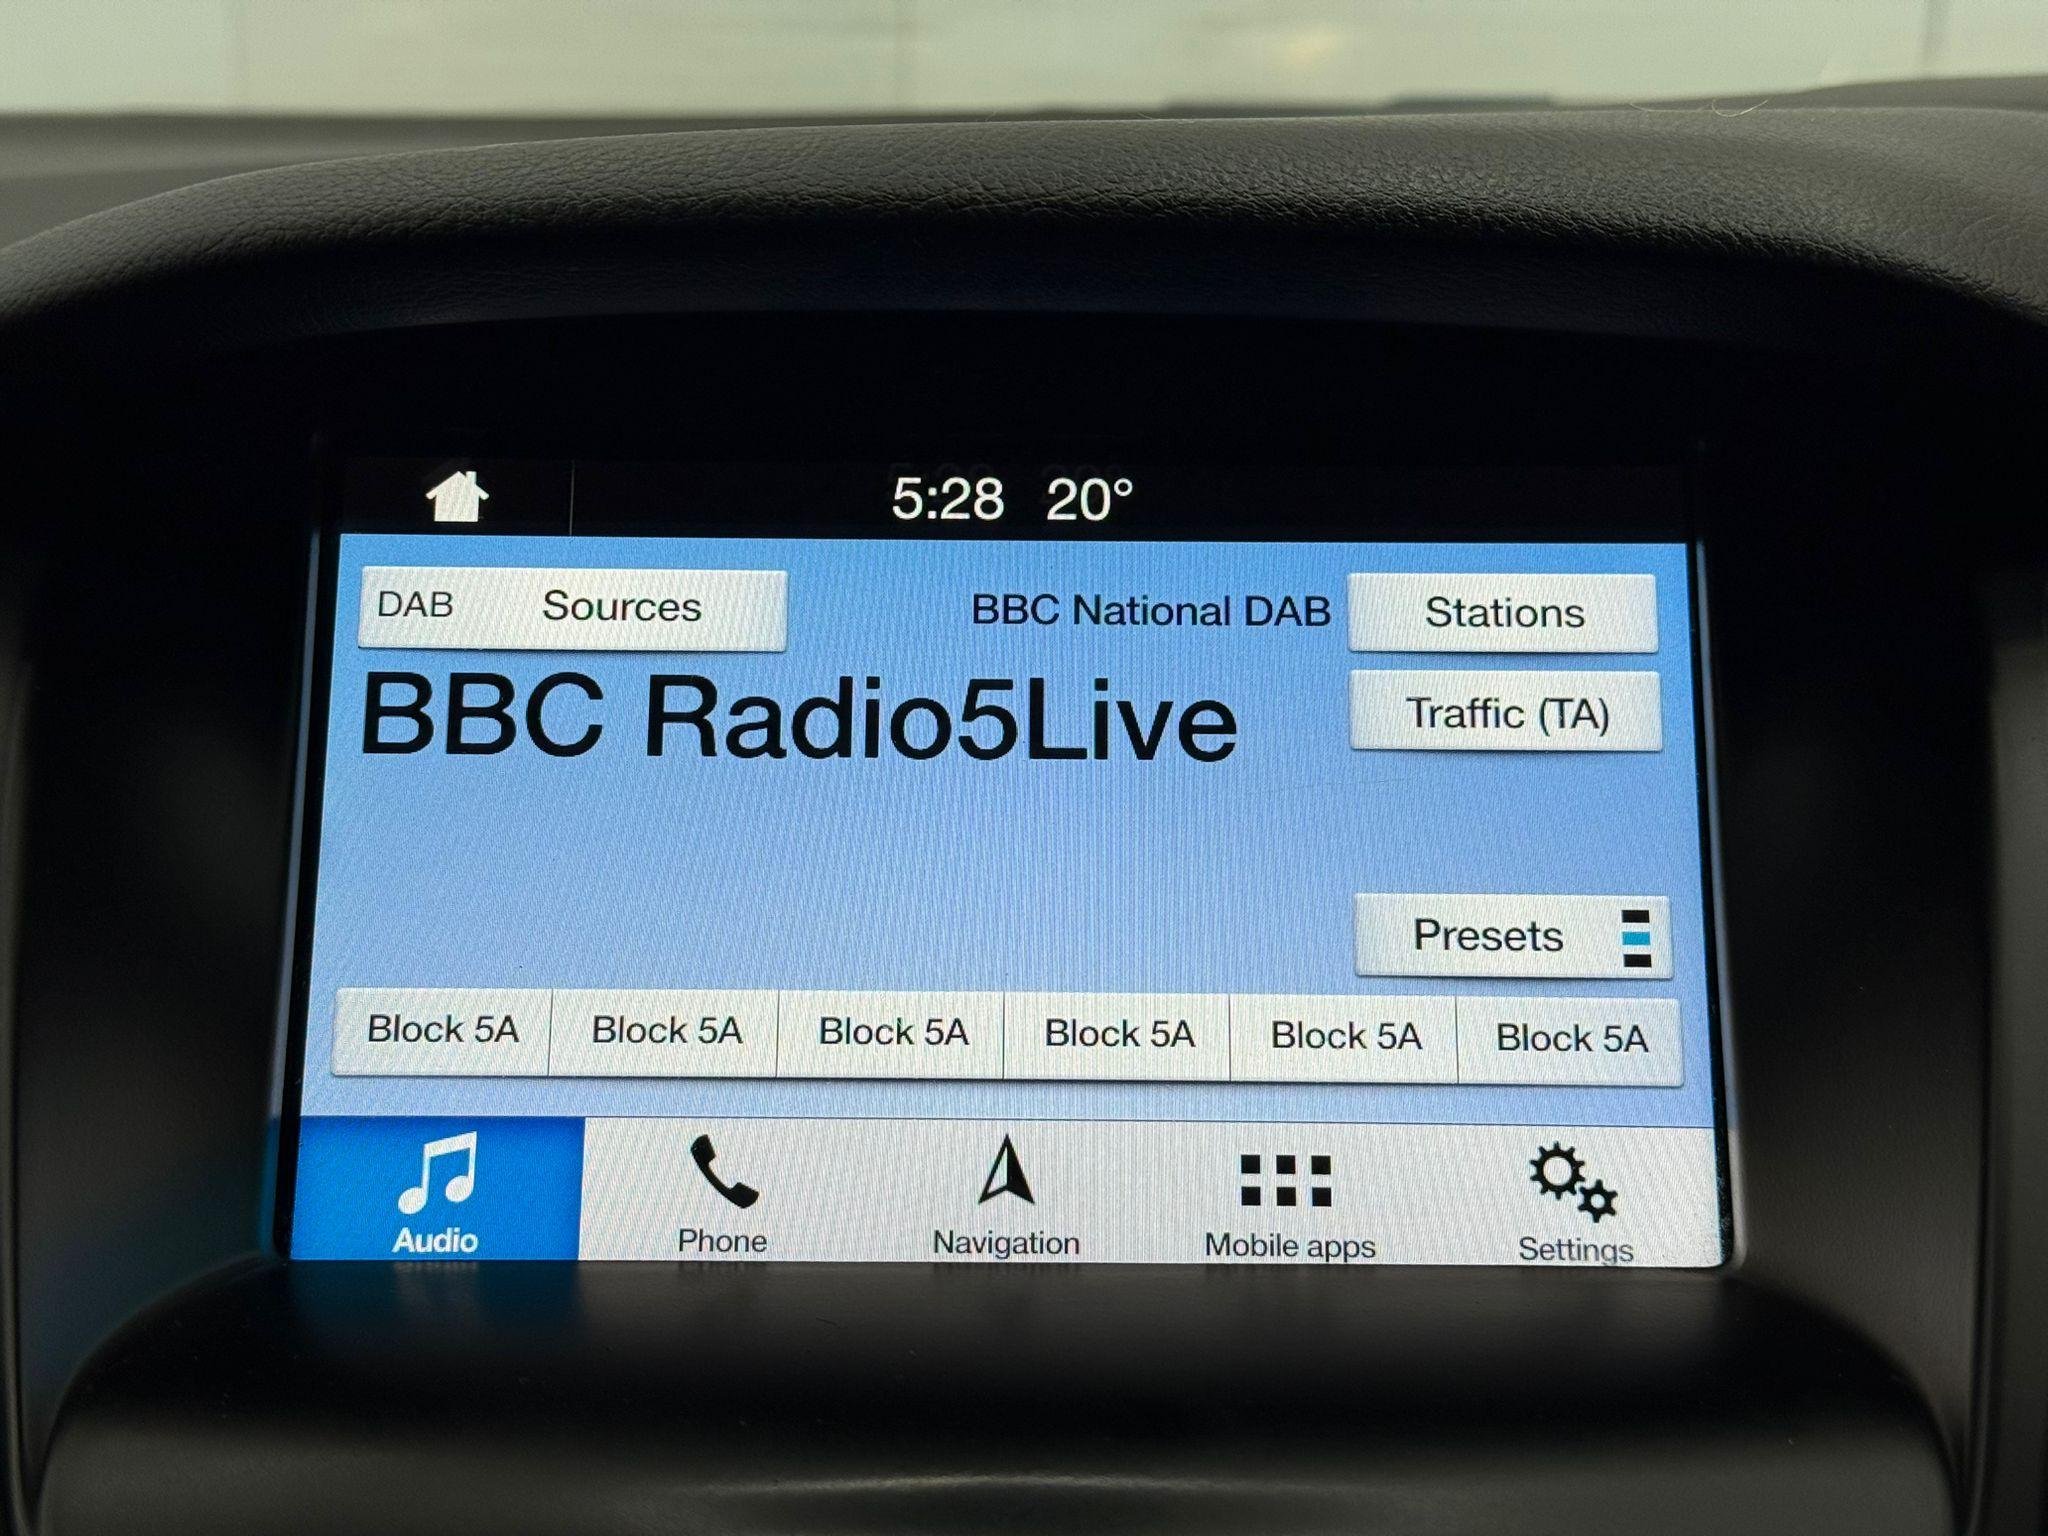 5:28 20°
DAB Sources BBC National DAB Stations
BBC Radio5Live
Traffic (TA)
Presets
Block 5A Block 5A Block 5A Block 5A Block 5A Block 5A
Audio Phone Navigation Mobile apps Settings